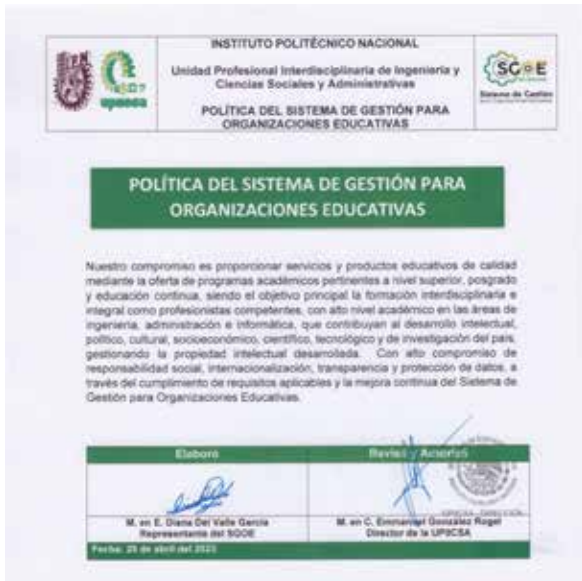 INSTITUTO POLITÉCNICO NACIONAL
Unidad Profesional Interdisciplinaria de Ingeniería y
Ciencias Sociales y Administrativas
POLÍTICA DEL SISTEMA DE GESTIÓN PARA
ORGANIZACIONES EDUCATIVAS
upiicsa
SGOE
Sistema de Gestión
POLÍTICA DEL SISTEMA DE GESTIÓN PARA
ORGANIZACIONES EDUCATIVAS
Nuestro compromiso es proporcionar servicios y productos educativos de calidad
mediante la oferta de programas académicos pertinentes a nivel superior, posgrado
y educación continua, siendo el objetivo principal la formación interdisciplinaria e
integral como profesionistas competentes, con alto nivel académico en las áreas de
ingeniería, administración e informática, que contribuyan al desarrollo intelectual,
político, cultural, socioeconómico, científico, tecnológico y de investigación del país,
gestionando la propiedad intelectual desarrollada. Con alto compromiso de
responsabilidad social, internacionalización, transparencia y protección de datos, a
través del cumplimiento de requisitos aplicables y la mejora continua del Sistema de
Gestión para Organizaciones Educativas.
Elaboró
Revisó y Autorizó
M. en E. Diana Del Valle García
Representante del SGOE
M. en C. Emmanuel González Rogel
Director de la UPIICSA
Fecha: 25 de abril del 2023